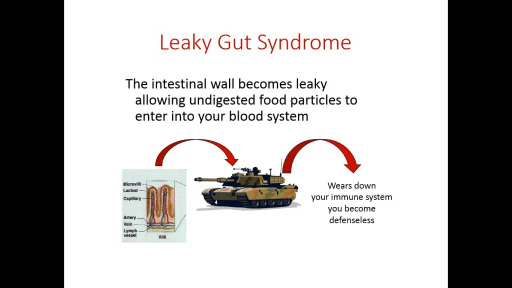 Leaky Gut Syndrome
The intestinal wall becomes leaky
allowing undigested food particles to
enter into your blood system
Microvilli
Lacteal
Capillary
Artery
Vein
Lymph
vessel
Villi
Wears down
your immune system
you become
defenseless